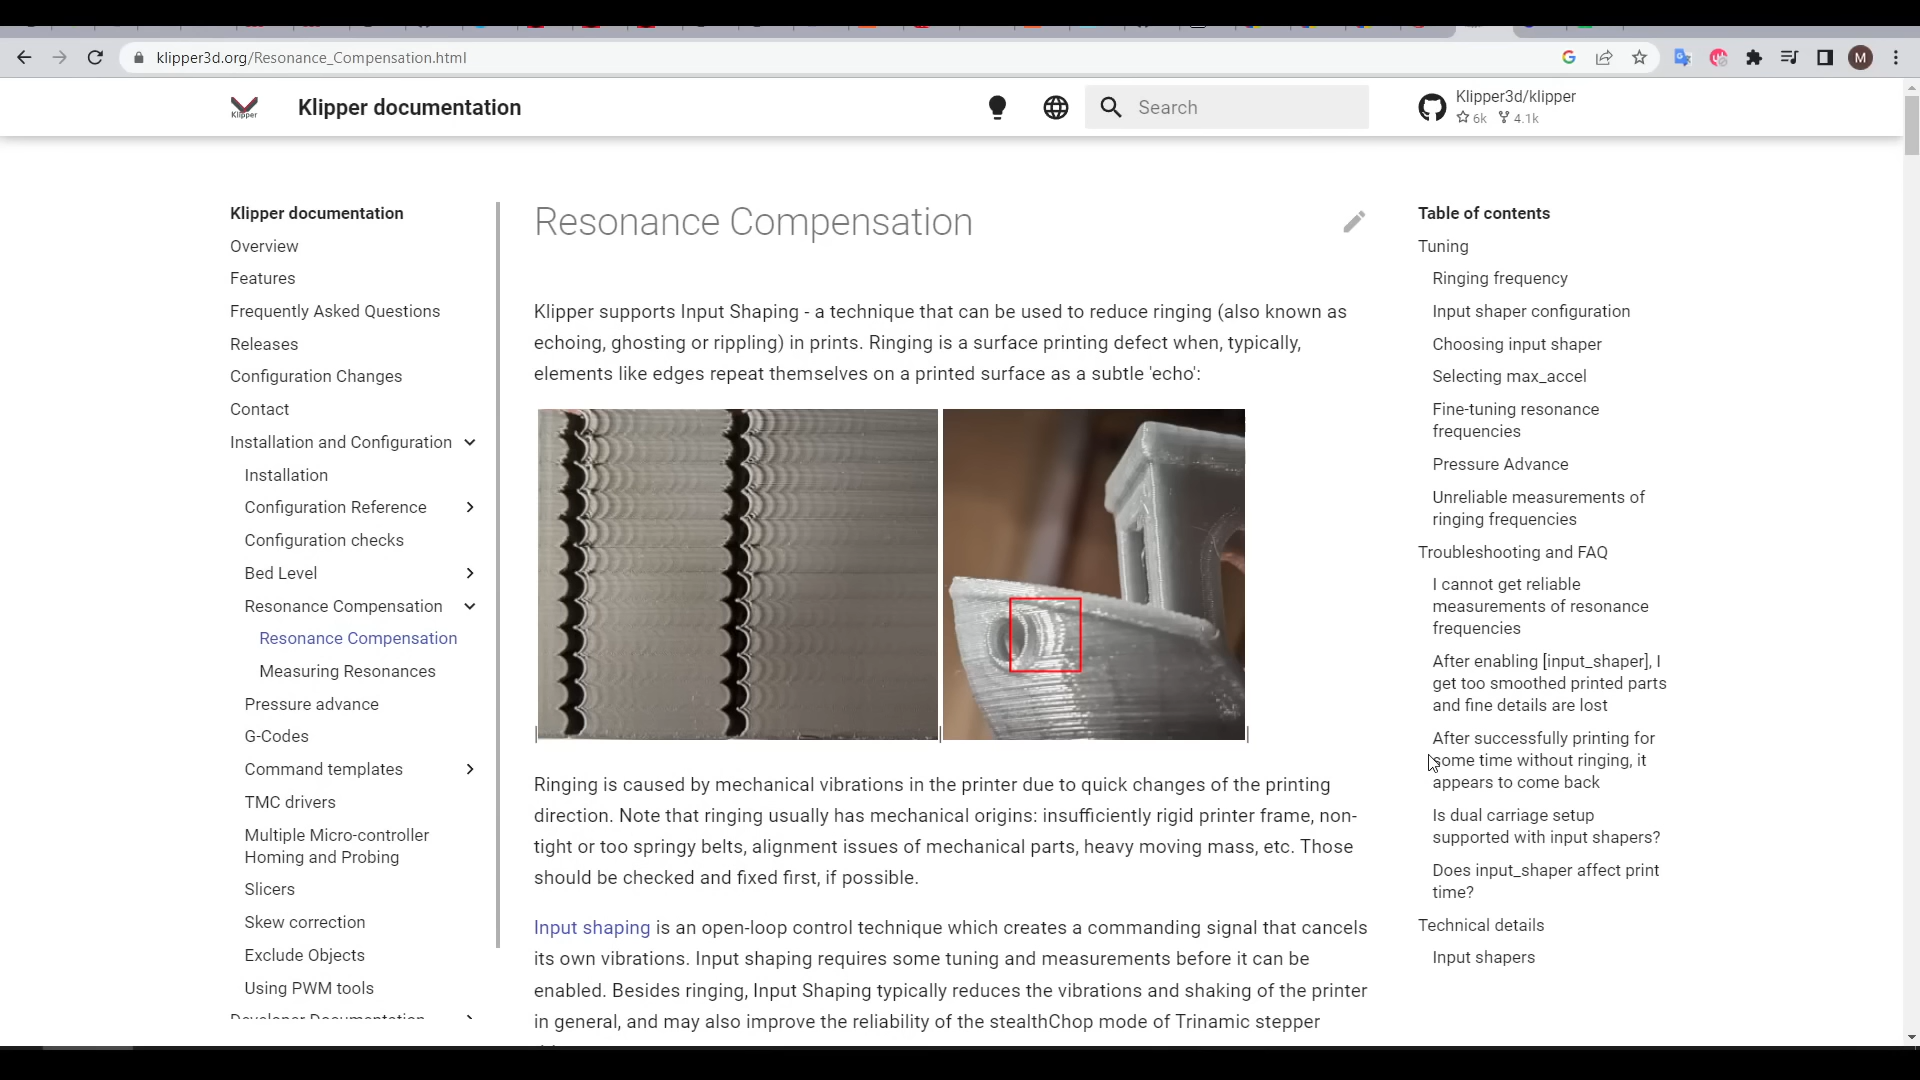 klipper3d.org/Resonance_Compensation.html
M
Klipper
Klipper documentation
Search
Klipper3d/klipper
6k 4.1k
Klipper documentation
Overview
Features
Frequently Asked Questions
Releases
Configuration Changes
Contact
Installation and Configuration
Installation
Configuration Reference
Configuration checks
Bed Level
Resonance Compensation
Resonance Compensation
Measuring Resonances
Pressure advance
G-Codes
Command templates
TMC drivers
Multiple Micro-controller
Homing and Probing
Slicers
Skew correction
Exclude Objects
Using PWM tools
Developer Documentation
Resonance Compensation
Klipper supports Input Shaping - a technique that can be used to reduce ringing (also known as
echoing, ghosting or rippling) in prints. Ringing is a surface printing defect when, typically,
elements like edges repeat themselves on a printed surface as a subtle 'echo':
Ringing is caused by mechanical vibrations in the printer due to quick changes of the printing
direction. Note that ringing usually has mechanical origins: insufficiently rigid printer frame, non-
tight or too springy belts, alignment issues of mechanical parts, heavy moving mass, etc. Those
should be checked and fixed first, if possible.
Input shaping is an open-loop control technique which creates a commanding signal that cancels
its own vibrations. Input shaping requires some tuning and measurements before it can be
enabled. Besides ringing, Input Shaping typically reduces the vibrations and shaking of the printer
in general, and may also improve the reliability of the stealthChop mode of Trinamic stepper
Table of contents
Tuning
Ringing frequency
Input shaper configuration
Choosing input shaper
Selecting max_accel
Fine-tuning resonance
frequencies
Pressure Advance
Unreliable measurements of
ringing frequencies
Troubleshooting and FAQ
I cannot get reliable
measurements of resonance
frequencies
After enabling [input_shaper], I
get too smoothed printed parts
and fine details are lost
After successfully printing for
some time without ringing, it
appears to come back
Is dual carriage setup
supported with input shapers?
Does input_shaper affect print
time?
Technical details
Input shapers